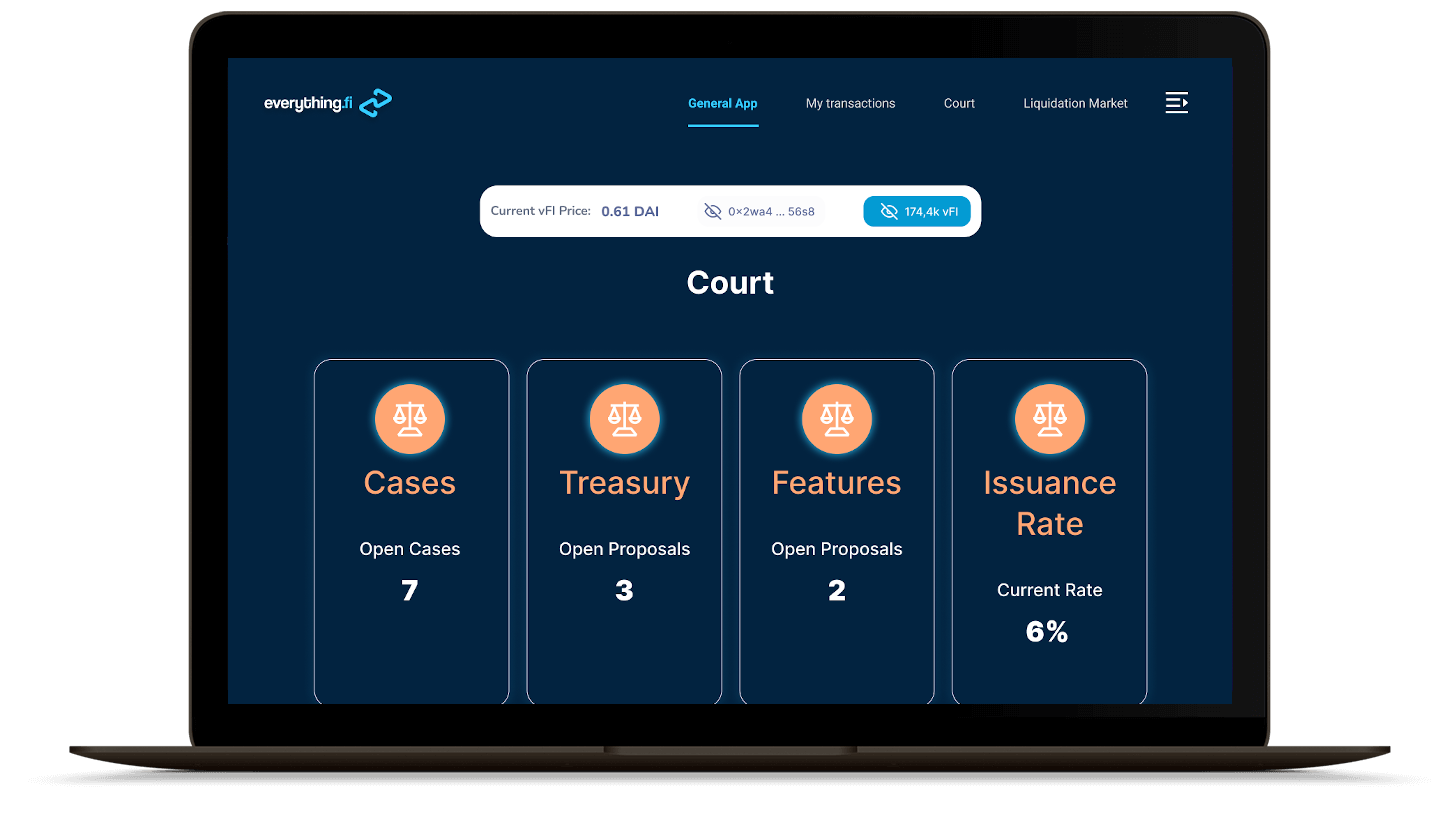 everything.fi
General App
My transactions
Court
Liquidation Market
Current vFI Price: 0.61 DAI
0×2wa4 ... 56s8
174,4k vFI
Court
Cases
Open Cases
7
Treasury
Open Proposals
3
Features
Open Proposals
2
Issuance
Rate
Current Rate
6%